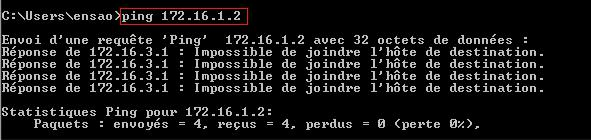 C:\Users\ensao>ping 172.16.1.2
Envoi d'une requête 'Ping'  172.16.1.2 avec 32 octets de données :
Réponse de 172.16.3.1 : Impossible de joindre l'hôte de destination.
Réponse de 172.16.3.1 : Impossible de joindre l'hôte de destination.
Réponse de 172.16.3.1 : Impossible de joindre l'hôte de destination.
Réponse de 172.16.3.1 : Impossible de joindre l'hôte de destination.
Statistiques Ping pour 172.16.1.2:
Paquets : envoyés = 4, reçus = 4, perdus = 0 (perte 0%),